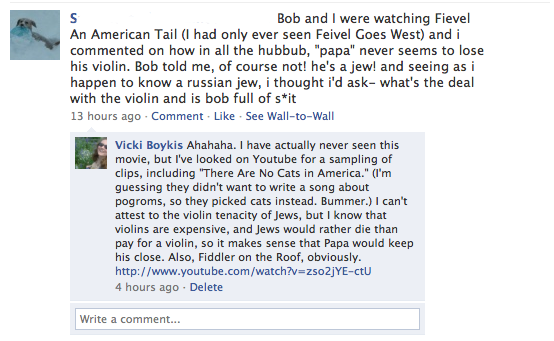 S Bob and I were watching Fievel
An American Tail (I had only ever seen Feivel Goes West) and i
commented on how in all the hubbub, "papa" never seems to lose
his violin. Bob told me, of course not! he's a jew! and seeing as i
happen to know a russian jew, i thought i'd ask- what's the deal
with the violin and is bob full of s*it
13 hours ago · Comment · Like · See Wall-to-Wall
Vicki Boykis Ahahaha. I have actually never seen this
movie, but I've looked on Youtube for a sampling of
clips, including "There Are No Cats in America." (I'm
guessing they didn't want to write a song about
pogroms, so they picked cats instead. Bummer.) I can't
attest to the violin tenacity of Jews, but I know that
violins are expensive, and Jews would rather die than
pay for a violin, so it makes sense that Papa would keep
his close. Also, Fiddler on the Roof, obviously.
http://www.youtube.com/watch?v=zso2jYE-ctU
4 hours ago · Delete
Write a comment...